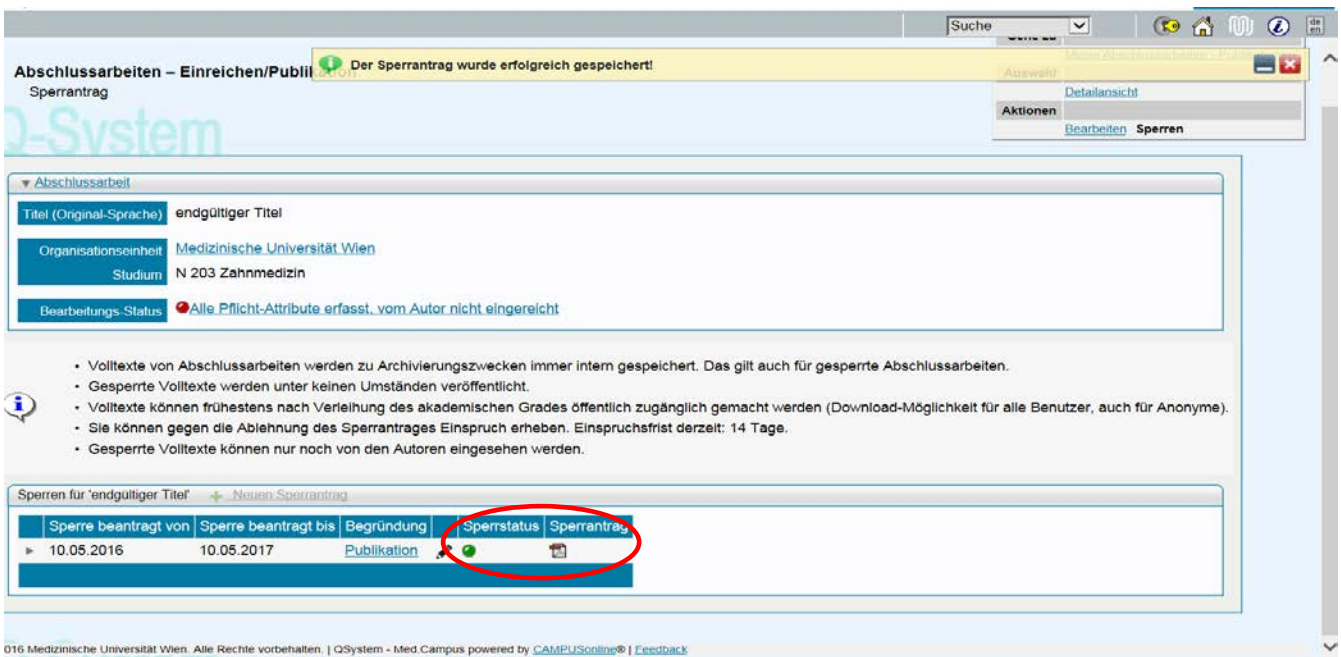 Suche
de
en
Der Sperrantrag wurde erfolgreich gespeichert!
Abschlussarbeiten – Einreichen/Publikation
Sperrantrag
Auswahl
Detailansicht
Aktionen
Bearbeiten Sperren
Q-System
Abschlussarbeit
Titel (Original-Sprache) endgültiger Titel
Organisationseinheit Medizinische Universität Wien
Studium N 203 Zahnmedizin
Bearbeitungs-Status Alle Pflicht-Attribute erfasst, vom Autor nicht eingereicht
• Volltexte von Abschlussarbeiten werden zu Archivierungszwecken immer intern gespeichert. Das gilt auch für gesperrte Abschlussarbeiten.
• Gesperrte Volltexte werden unter keinen Umständen veröffentlicht.
• Volltexte können frühestens nach Verleihung des akademischen Grades öffentlich zugänglich gemacht werden (Download-Möglichkeit für alle Benutzer, auch für Anonyme).
• Sie können gegen die Ablehnung des Sperrantrages Einspruch erheben. Einspruchsfrist derzeit: 14 Tage.
• Gesperrte Volltexte können nur noch von den Autoren eingesehen werden.
Sperren für 'endgültiger Titel' Neuen Sperrantrag
Sperre beantragt von Sperre beantragt bis Begründung Sperrstatus Sperrantrag
10.05.2016 10.05.2017 Publikation
016 Medizinische Universität Wien. Alle Rechte vorbehalten. | QSystem - Med.Campus powered by CAMPUSonline® | Feedback